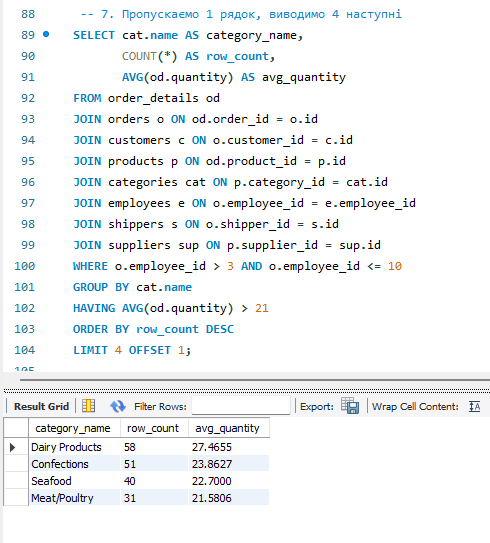 88 -- 7. Пропускаємо 1 рядок, виводимо 4 наступні
89 SELECT cat.name AS category_name,
90 COUNT(*) AS row_count,
91 AVG(od.quantity) AS avg_quantity
92 FROM order_details od
93 JOIN orders o ON od.order_id = o.id
94 JOIN customers c ON o.customer_id = c.id
95 JOIN products p ON od.product_id = p.id
96 JOIN categories cat ON p.category_id = cat.id
97 JOIN employees e ON o.employee_id = e.employee_id
98 JOIN shippers s ON o.shipper_id = s.id
99 JOIN suppliers sup ON p.supplier_id = sup.id
100 WHERE o.employee_id > 3 AND o.employee_id <= 10
101 GROUP BY cat.name
102 HAVING AVG(od.quantity) > 21
103 ORDER BY row_count DESC
104 LIMIT 4 OFFSET 1;
Result Grid Filter Rows: Export: Wrap Cell Content: IA
category_name row_count avg_quantity
Dairy Products 58 27.4655
Confections 51 23.8627
Seafood 40 22.7000
Meat/Poultry 31 21.5806